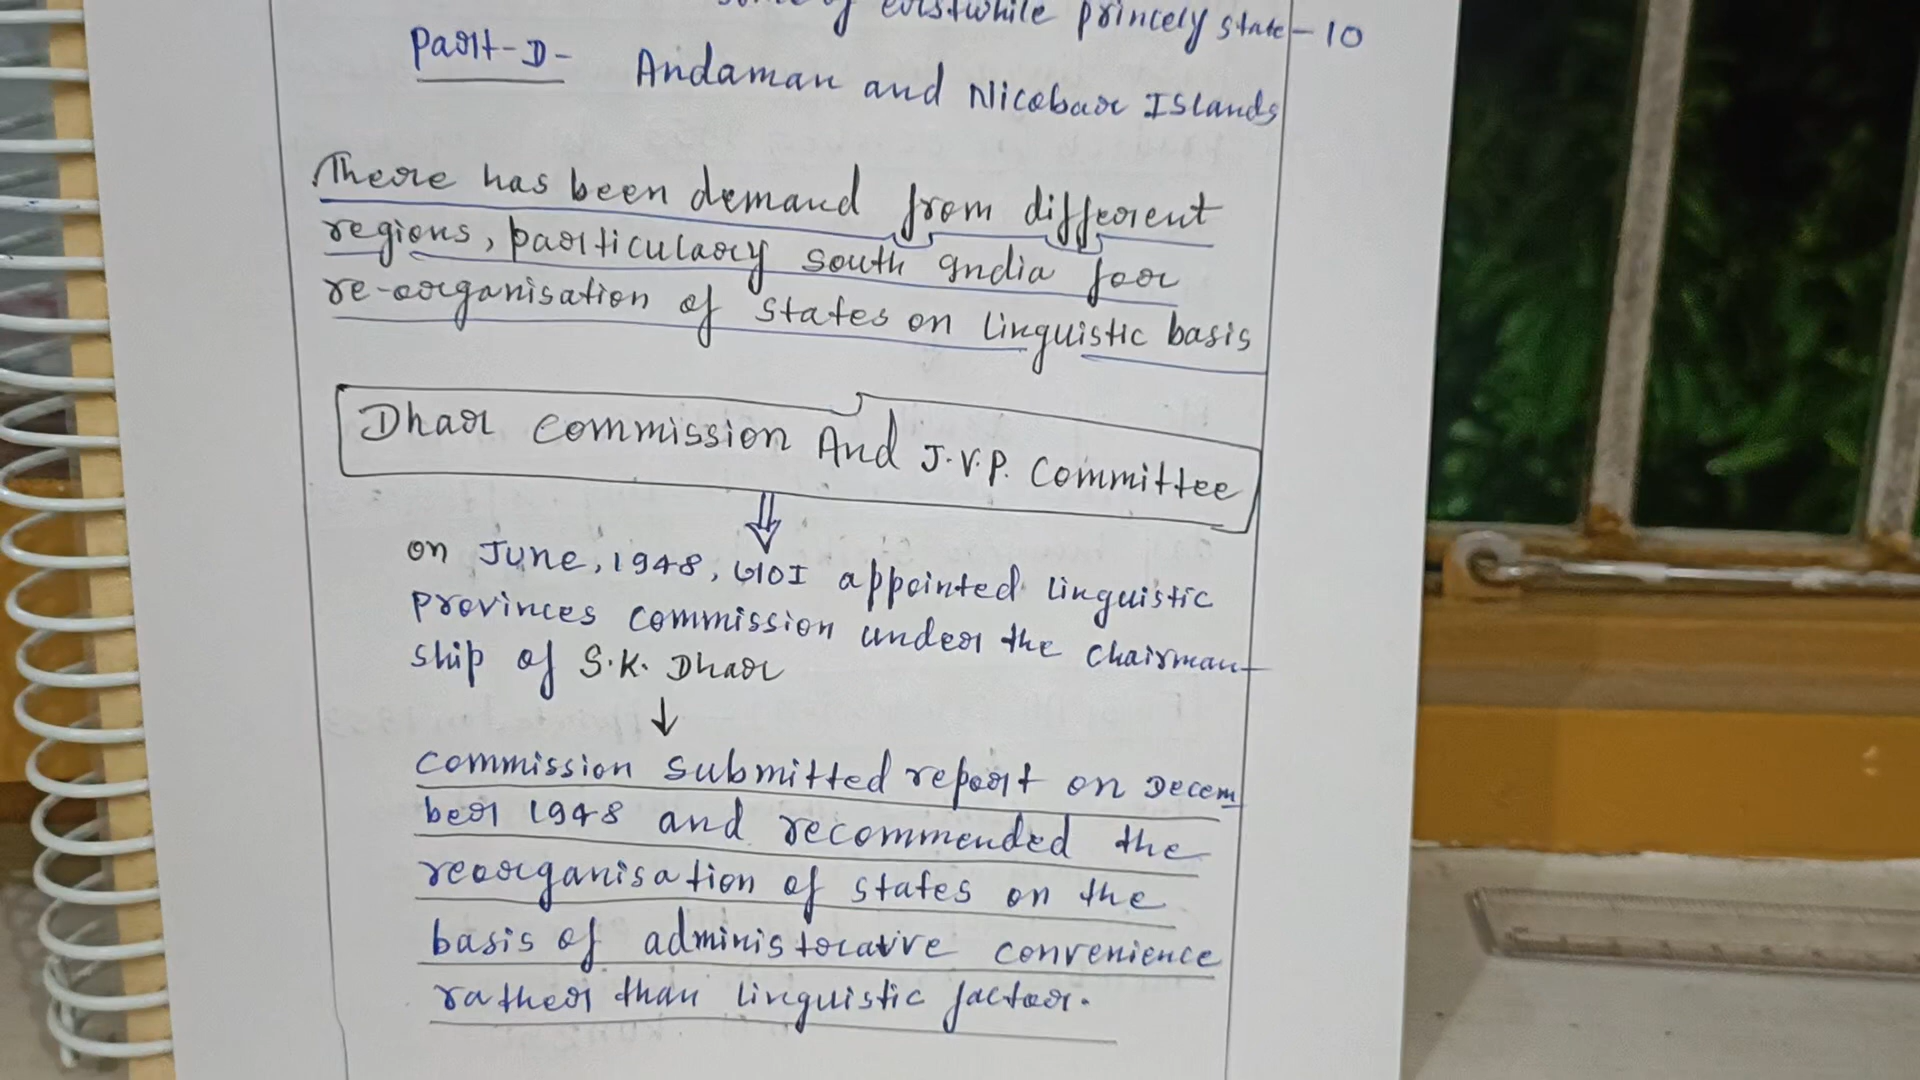 some of erstwhile princely state - 10
Part-D- Andaman and Nicobar Islands
There has been demand from different
regions, particulary south India for
re-organisation of states on linguistic basis
Dhar Commission And J.V.P. Committee
on June, 1948, GOI appointed linguistic
provinces commission under the chairman-
ship of S.K. Dhar
↓
commission submitted report on Decem
ber 1948 and recommended the
reorganisation of states on the
basis of administrative convenience
rather than linguistic factor.